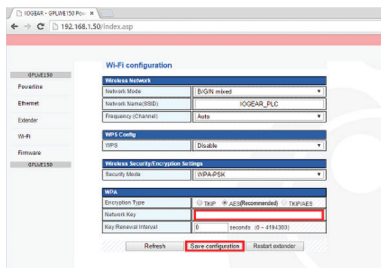 IOGEAR - GPLWE150 Pow
192.168.1.50/index.asp
Wi-Fi configuration
GPLWE150
Powerline
Ethernet
Extender
Wi-Fi
Firmware
GPLWE150
Wireless Network
Network Mode B/G/N mixed
Network Name(SSID) IOGEAR_PLC
Frequency (Channel) Auto
WPS Config
WPS Disable
Wireless Security/Encryption Settings
Security Mode WPA-PSK
WPA
Encryption Type TKIP AES(Recommended) TKIP/AES
Network Key
Key Renewal Interval 0 seconds (0 ~ 4194303)
Refresh Save configuration Restart extender